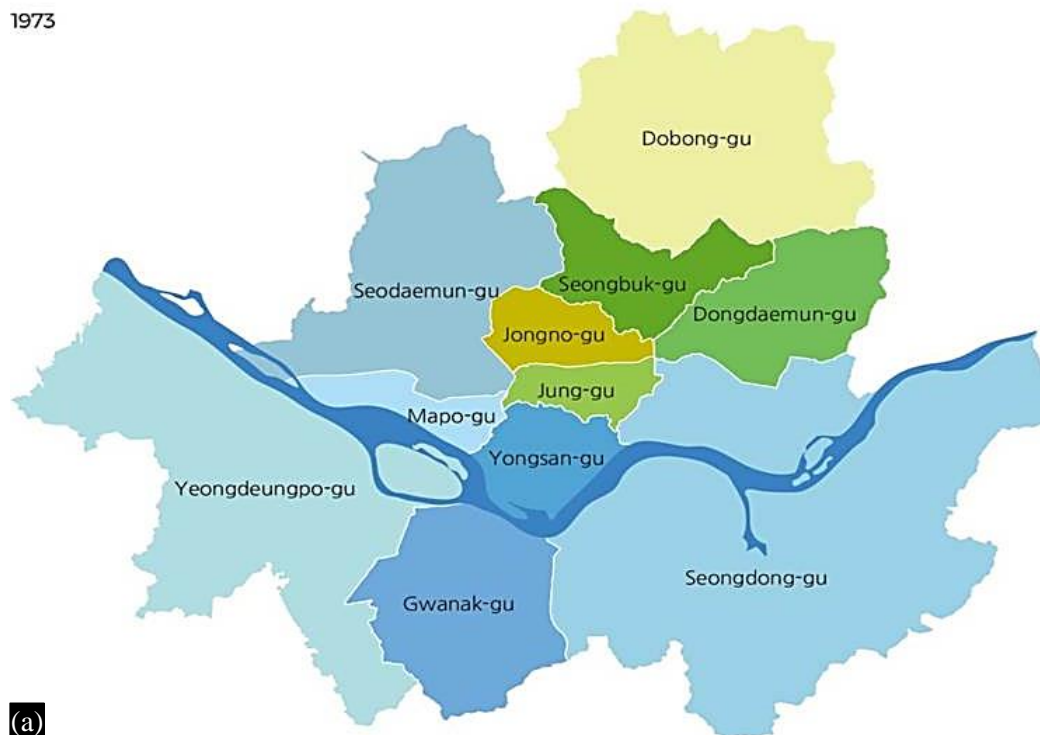 1973
Dobong-gu
Seodaemun-gu
Seongbuk-gu
Dongdaemun-gu
Jongno-gu
Jung-gu
Mapo-gu
Yongsan-gu
Yeongdeungpo-gu
Seongdong-gu
Gwanak-gu
(a)